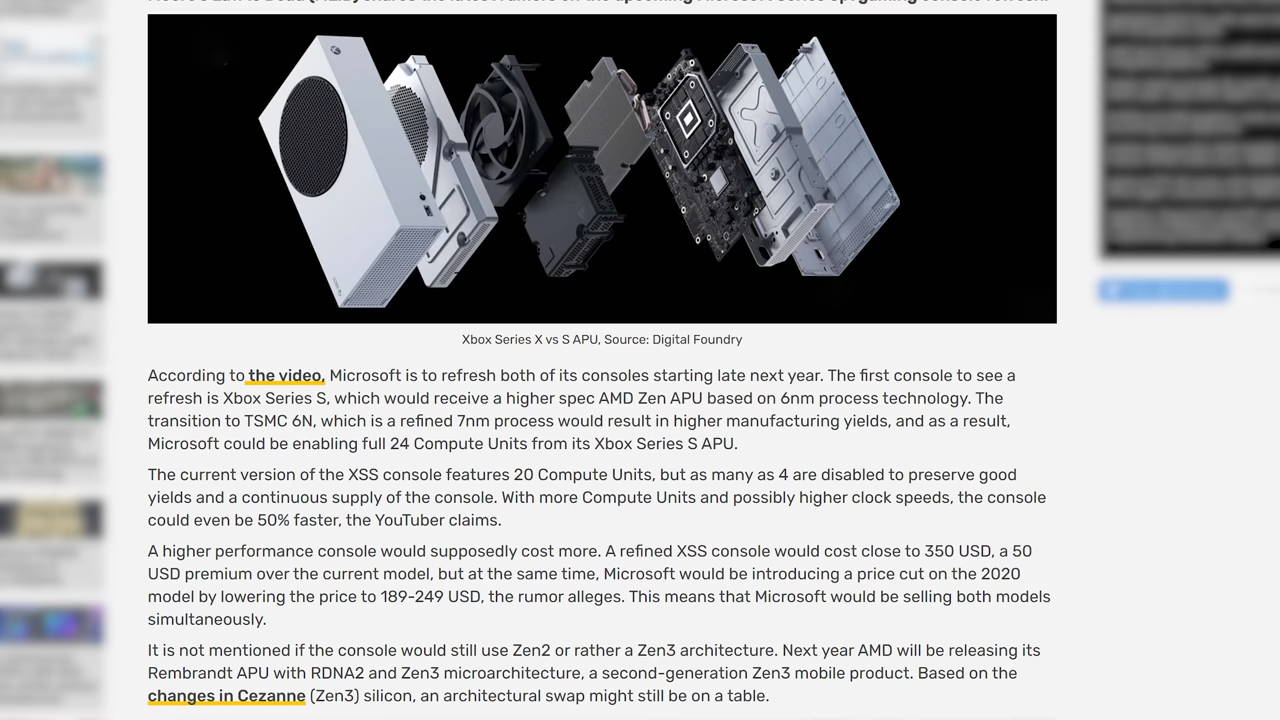 Xbox Series X vs S APU, Source: Digital Foundry
According to the video, Microsoft is to refresh both of its consoles starting late next year. The first console to see a
refresh is Xbox Series S, which would receive a higher spec AMD Zen APU based on 6nm process technology. The
transition to TSMC 6N, which is a refined 7nm process would result in higher manufacturing yields, and as a result,
Microsoft could be enabling full 24 Compute Units from its Xbox Series S APU.
The current version of the XSS console features 20 Compute Units, but as many as 4 are disabled to preserve good
yields and a continuous supply of the console. With more Compute Units and possibly higher clock speeds, the console
could even be 50% faster, the YouTuber claims.
A higher performance console would supposedly cost more. A refined XSS console would cost close to 350 USD, a 50
USD premium over the current model, but at the same time, Microsoft would be introducing a price cut on the 2020
model by lowering the price to 189-249 USD, the rumor alleges. This means that Microsoft would be selling both models
simultaneously.
It is not mentioned if the console would still use Zen2 or rather a Zen3 architecture. Next year AMD will be releasing its
Rembrandt APU with RDNA2 and Zen3 microarchitecture, a second-generation Zen3 mobile product. Based on the
changes in Cezanne (Zen3) silicon, an architectural swap might still be on a table.